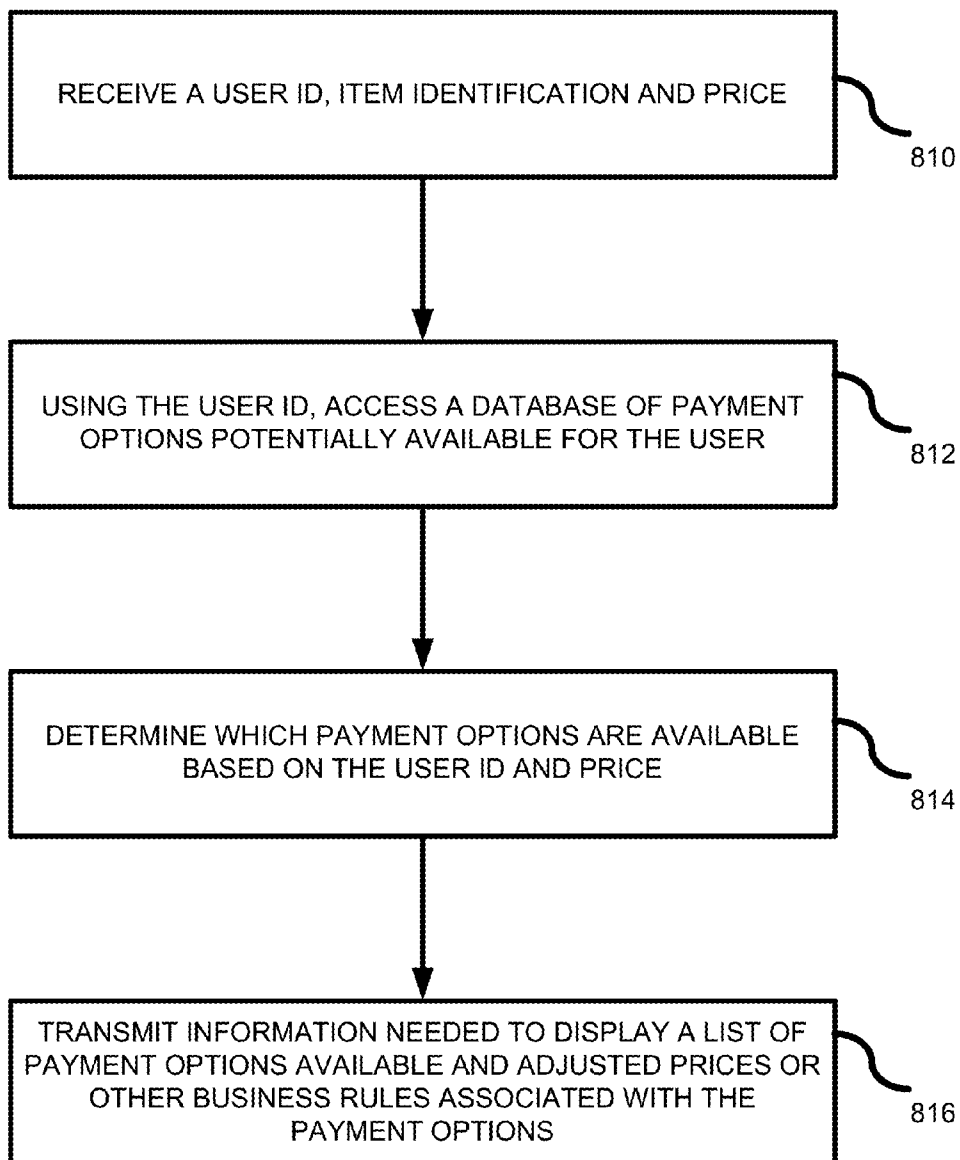 RECEIVE A USER ID, ITEM IDENTIFICATION AND PRICE
810
USING THE USER ID, ACCESS A DATABASE OF PAYMENT
OPTIONS POTENTIALLY AVAILABLE FOR THE USER
812
DETERMINE WHICH PAYMENT OPTIONS ARE AVAILABLE
BASED ON THE USER ID AND PRICE
814
TRANSMIT INFORMATION NEEDED TO DISPLAY A LIST OF
PAYMENT OPTIONS AVAILABLE AND ADJUSTED PRICES OR
OTHER BUSINESS RULES ASSOCIATED WITH THE
PAYMENT OPTIONS
816